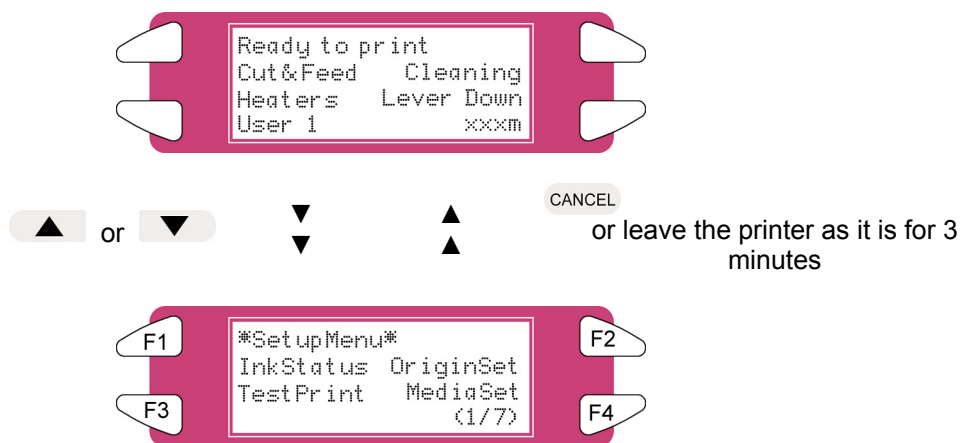 Ready to print
Cut&Feed Cleaning
Heaters Lever Down
User 1 xxxm
▲ or ▼ ▼ ▲ CANCEL
▼ ▲ or leave the printer as it is for 3
minutes
F1 F2
*SetupMenu*
InkStatus OriginSet
TestPrint MediaSet
F3 (1/7) F4